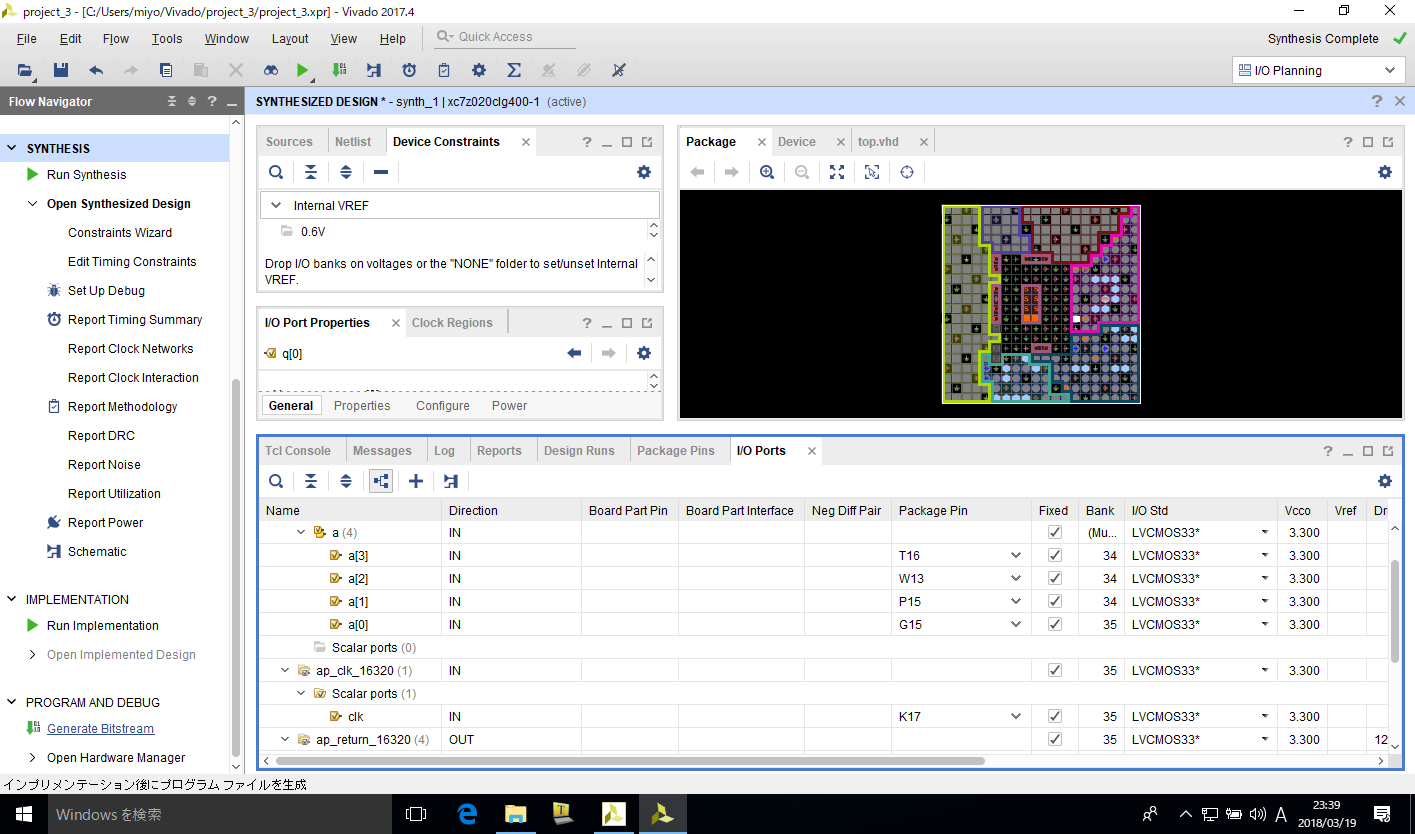 project_3 - [C:/Users/miyo/Vivado/project_3/project_3.xpr] - Vivado 2017.4
File Edit Flow Tools Window Layout View Help Quick Access Synthesis Complete
I/O Planning
Flow Navigator
SYNTHESIZED DESIGN * - synth_1 | xc7z020clg400-1 (active)
SYNTHESIS
Run Synthesis
Open Synthesized Design
Constraints Wizard
Edit Timing Constraints
Set Up Debug
Report Timing Summary
Report Clock Networks
Report Clock Interaction
Report Methodology
Report DRC
Report Noise
Report Utilization
Report Power
Schematic
IMPLEMENTATION
Run Implementation
Open Implemented Design
PROGRAM AND DEBUG
Generate Bitstream
Open Hardware Manager
Sources Netlist Device Constraints
Internal VREF
0.6V
Drop I/O banks on voltages or the "NONE" folder to set/unset Internal
VREF.
I/O Port Properties Clock Regions
q[0]
General Properties Configure Power
Package Device top.vhd
Tcl Console Messages Log Reports Design Runs Package Pins I/O Ports
Name Direction Board Part Pin Board Part Interface Neg Diff Pair Package Pin Fixed Bank I/O Std Vcco Vref Dr
a (4) IN (Mu... LVCMOS33* 3.300
a[3] IN T16 34 LVCMOS33* 3.300
a[2] IN W13 34 LVCMOS33* 3.300
a[1] IN P15 34 LVCMOS33* 3.300
a[0] IN G15 35 LVCMOS33* 3.300
Scalar ports (0)
ap_clk_16320 (1) IN 35 LVCMOS33* 3.300
Scalar ports (1)
clk IN K17 35 LVCMOS33* 3.300
ap_return_16320 (4) OUT 35 LVCMOS33* 3.300 12
インプリメンテーション後にプログラム ファイルを生成
Windows を検索
A
23:39
2018/03/19